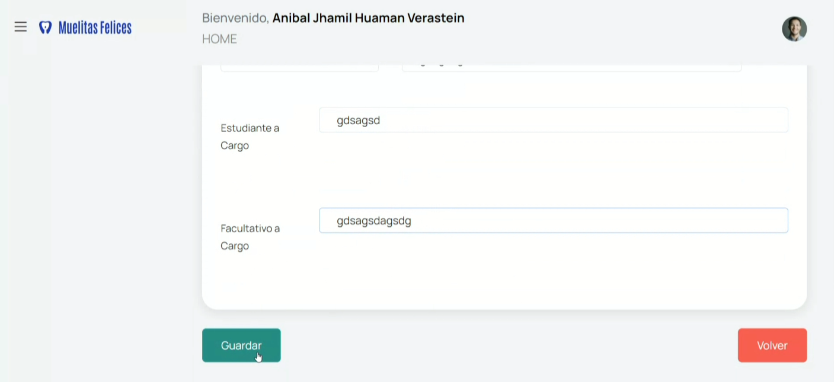 Muelitas Felices
Bienvenido, Anibal Jhamil Huaman Verastein
HOME
Estudiante a
Cargo
gdsagsd
Facultativo a
Cargo
gdsagsdagsdg
Guardar
Volver